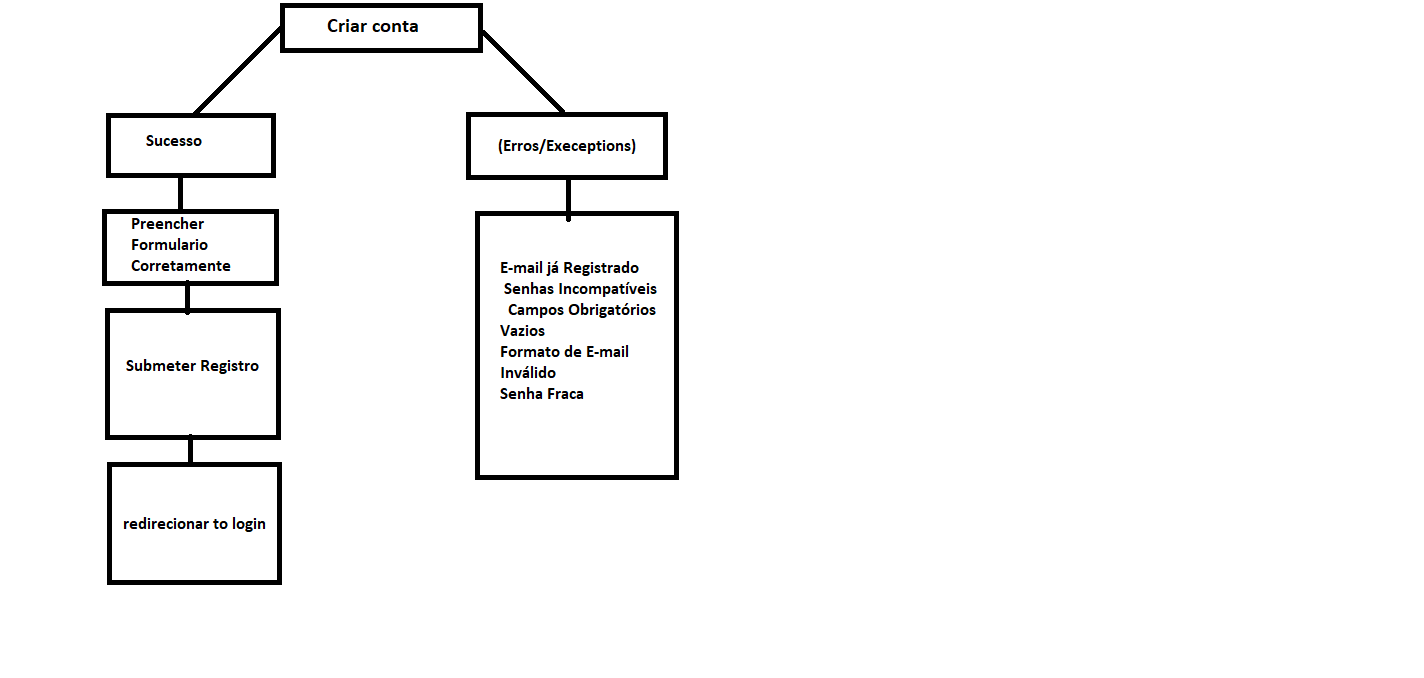 Criar conta
Sucesso
(Erros/Execeptions)
Preencher
Formulario
Corretamente
Submeter Registro
redirecionar to login
E-mail já Registrado
Senhas Incompatíveis
Campos Obrigatórios
Vazios
Formato de E-mail
Inválido
Senha Fraca